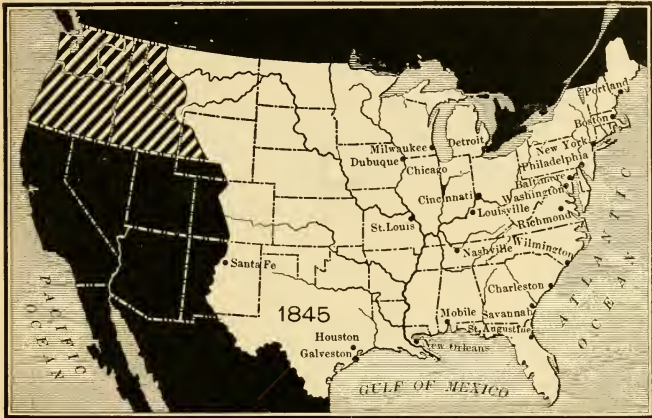 Portland
Boston
Milwaukee
Detroit
New York
Dubuque
Philadelphia
Chicago
Baltimore
Cincinnati
Washington
Louisville
St. Louis
Richmond
Nashville
Wilmington
Santa Fe
Charleston
1845
Mobile
Savannah
St. Augustine
Houston
New Orleans
Galveston
PACIFIC
OCEAN
ATLANTIC
OCEAN
GULF OF MEXICO